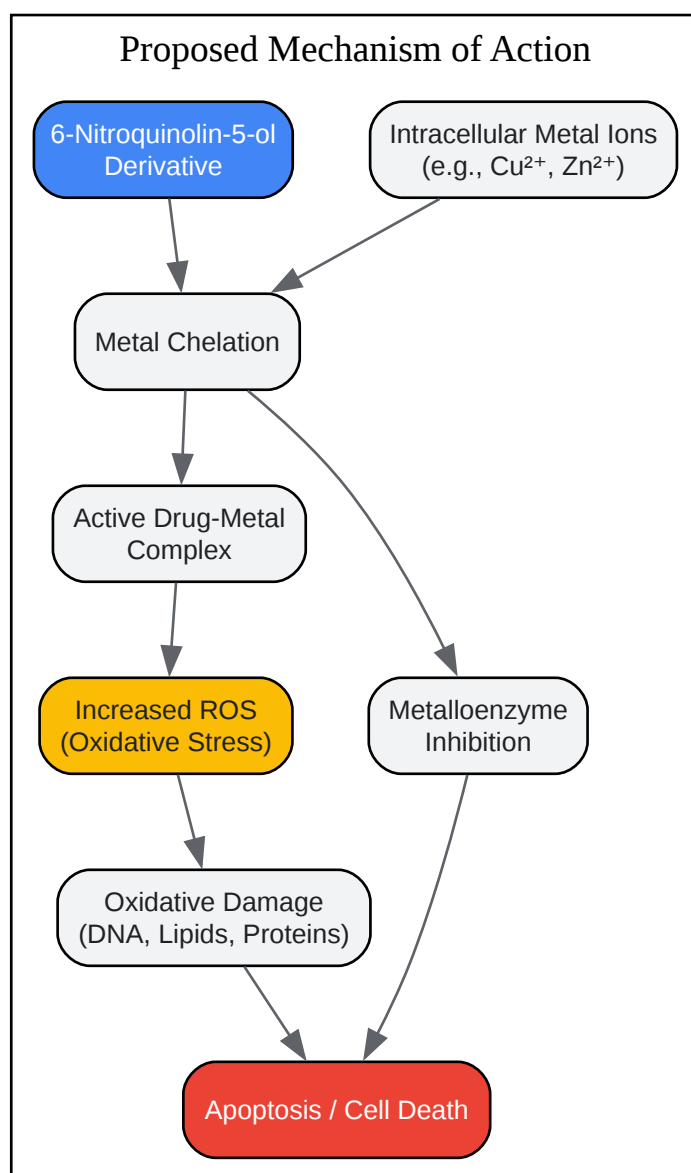 Proposed Mechanism of Action
6-Nitroquinolin-5-ol
Derivative
Intracellular Metal Ions
(e.g., Cu²⁺, Zn²⁺)
Metal Chelation
Active Drug-Metal
Complex
Increased ROS
(Oxidative Stress)
Metalloenzyme
Inhibition
Oxidative Damage
(DNA, Lipids, Proteins)
Apoptosis / Cell Death